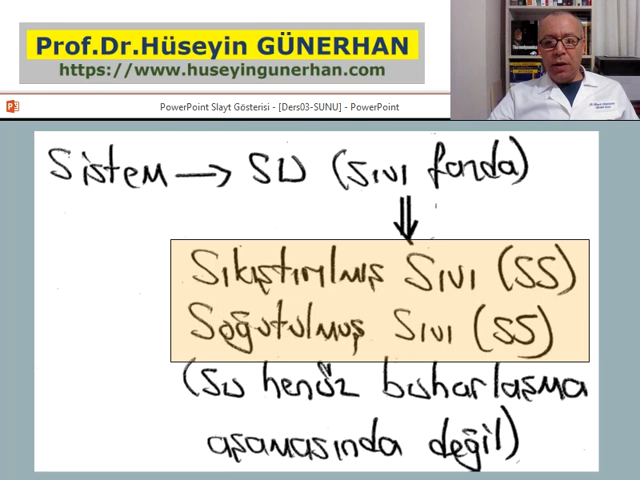 Prof.Dr.Hüseyin GÜNERHAN
https://www.huseyingunerhan.com
PowerPoint Slayt Gösterisi - [Ders03-SUNU] - PowerPoint
Sistem → SU (sıvı fazda)
⇓
Sıkıştırılmış Sıvı (SS)
Soğutulmuş Sıvı (SS)
(Su henüz buharlaşma
aşamasında değil)